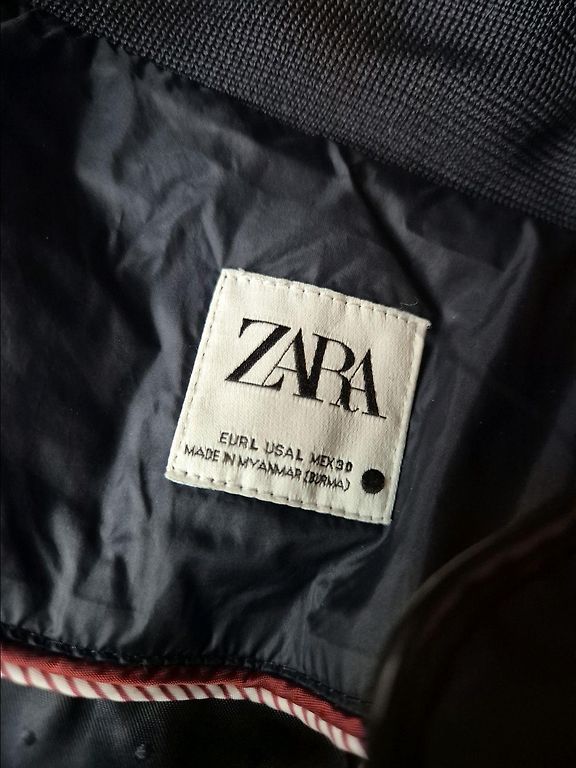 ZARA
EUR L USA L MEX 30
MADE IN MYANMAR (BURMA)